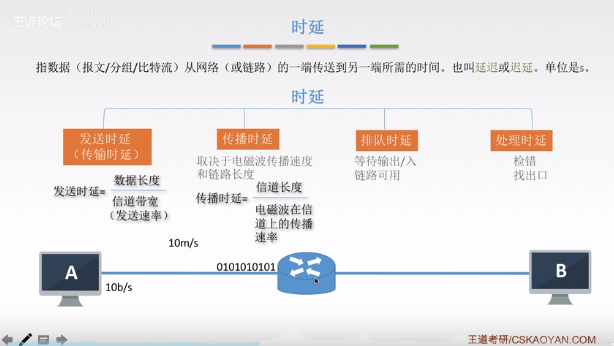 王道论坛
时延
指数据（报文/分组/比特流）从网络（或链路）的一端传送到另一端所需的时间。也叫延迟或迟延。单位是s。
时延
发送时延
（传输时延）
传播时延
排队时延
处理时延
取决于电磁波传播速度
和链路长度
等待输出/入
链路可用
检错
找出口
发送时延=
数据长度
信道带宽
（发送速率）
传播时延=
信道长度
电磁波在信
道上的传播
速率
10m/s
0101010101
A
B
10b/s
王道考研/CSKAOYAN.COM